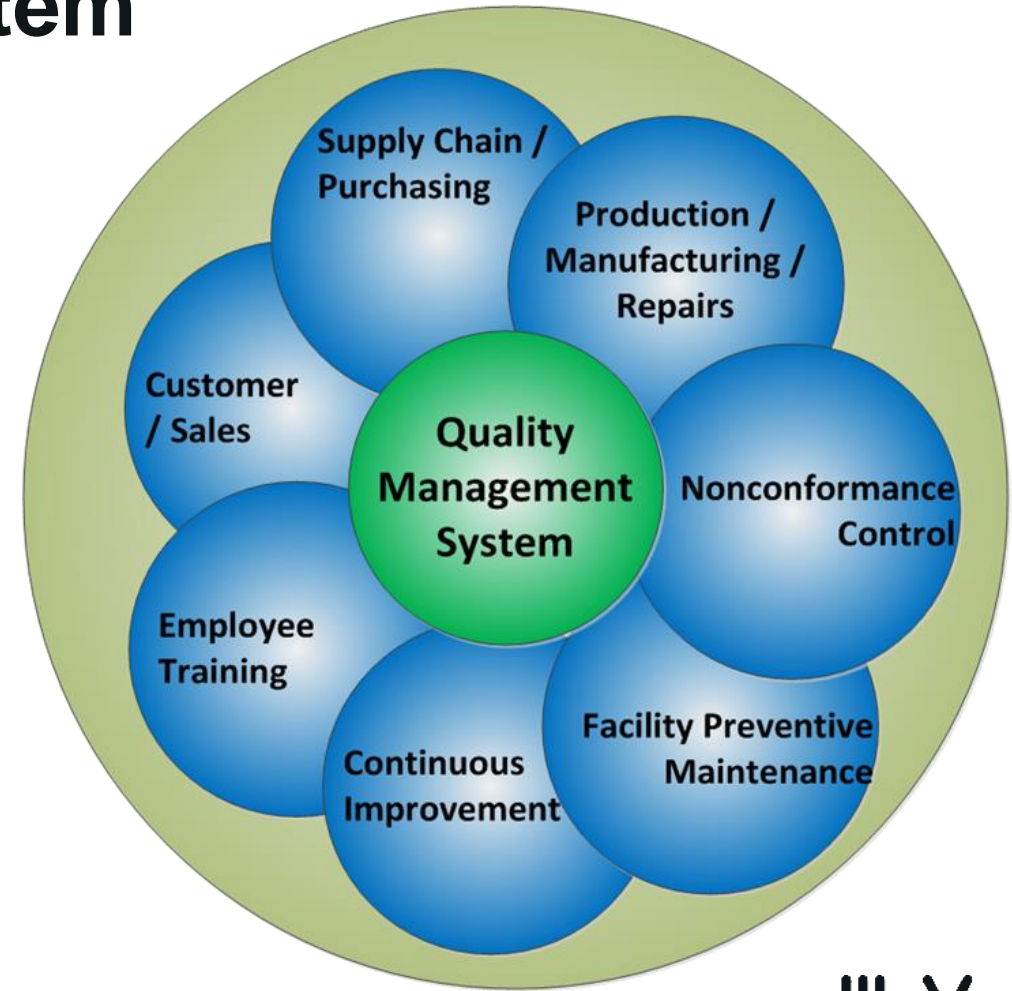 Supply Chain /
Purchasing
Production /
Manufacturing /
Repairs
Customer
/ Sales
Quality
Management
System
Nonconformance
Control
Employee
Training
Facility Preventive
Maintenance
Continuous
Improvement